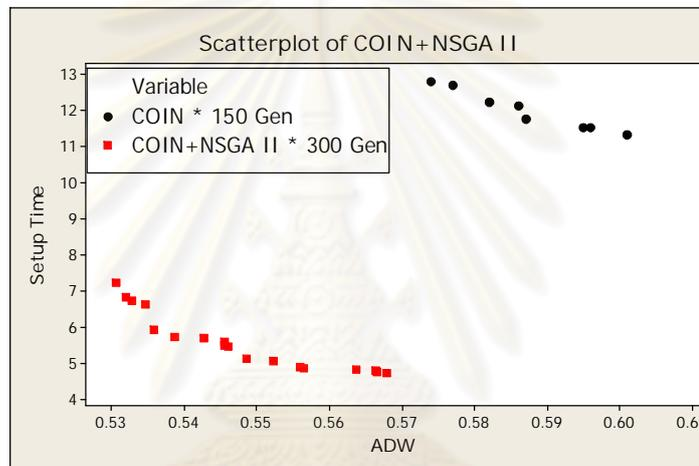 Scatterplot of COIN+NSGA II
Variable
COIN * 150 Gen
COIN+NSGA II * 300 Gen
13
12
11
10
9
8
7
6
5
4
Setup Time
0.53 0.54 0.55 0.56 0.57 0.58 0.59 0.60 0.6
ADW